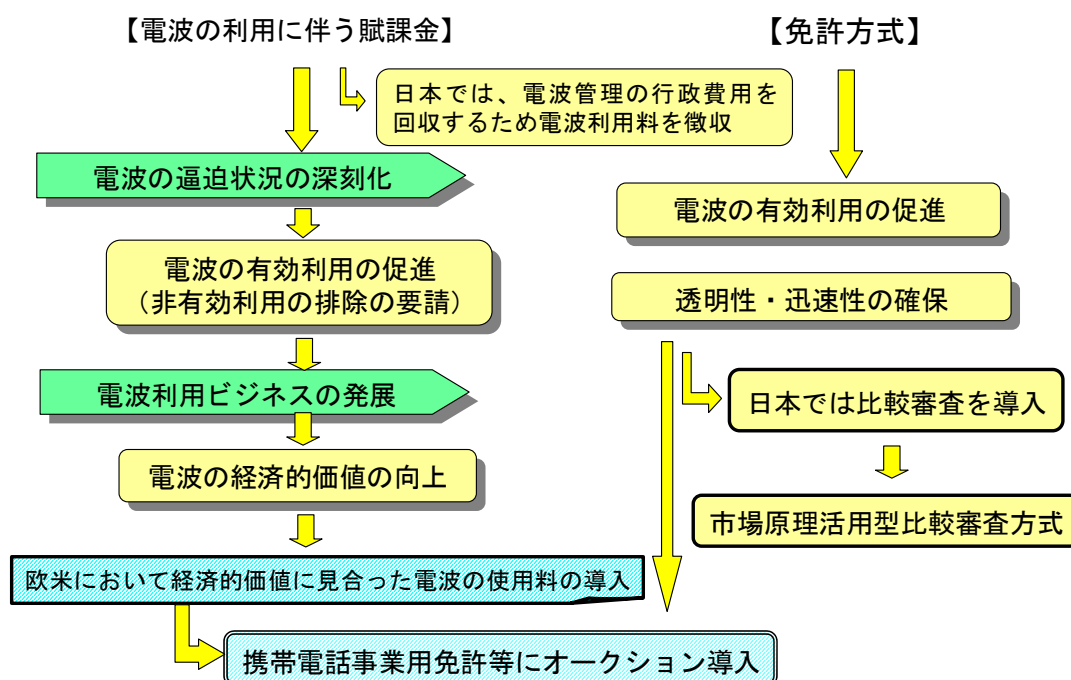 【電波の利用に伴う賦課金】
日本では、電波管理の行政費用を
回収するため電波利用料を徴収
電波の逼迫状況の深刻化
電波の有効利用の促進
（非有効利用の排除の要請）
電波利用ビジネスの発展
電波の経済的価値の向上
欧米において経済的価値に見合った電波の使用料の導入
携帯電話事業用免許等にオークション導入
【免許方式】
電波の有効利用の促進
透明性・迅速性の確保
日本では比較審査を導入
市場原理活用型比較審査方式